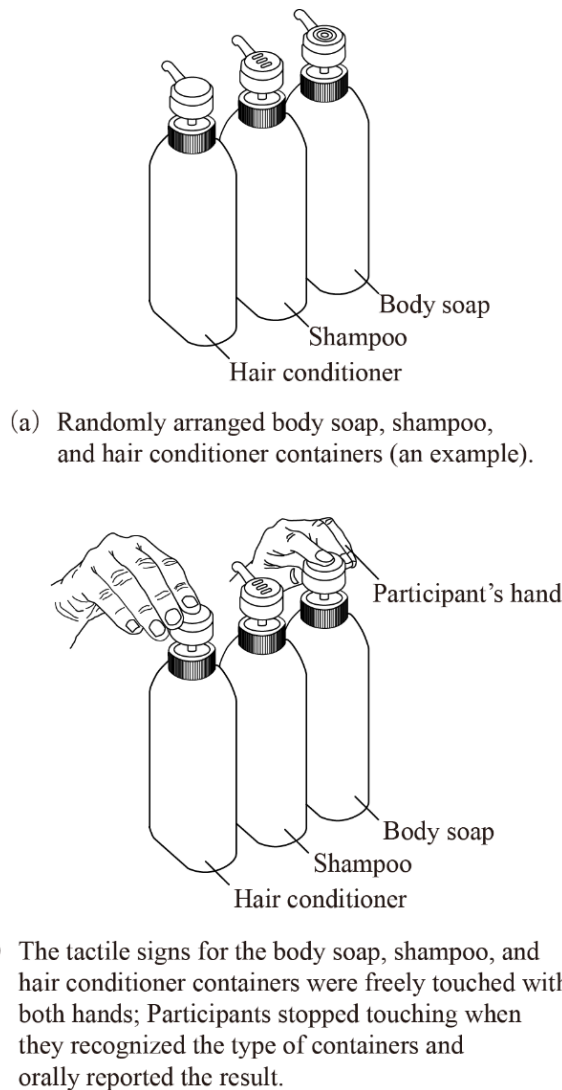 Body soap
Shampoo
Hair conditioner
(a) Randomly arranged body soap, shampoo,
and hair conditioner containers (an example).
Participant's hand
Body soap
Shampoo
Hair conditioner
) The tactile signs for the body soap, shampoo, and
hair conditioner containers were freely touched with
both hands; Participants stopped touching when
they recognized the type of containers and
orally reported the result.